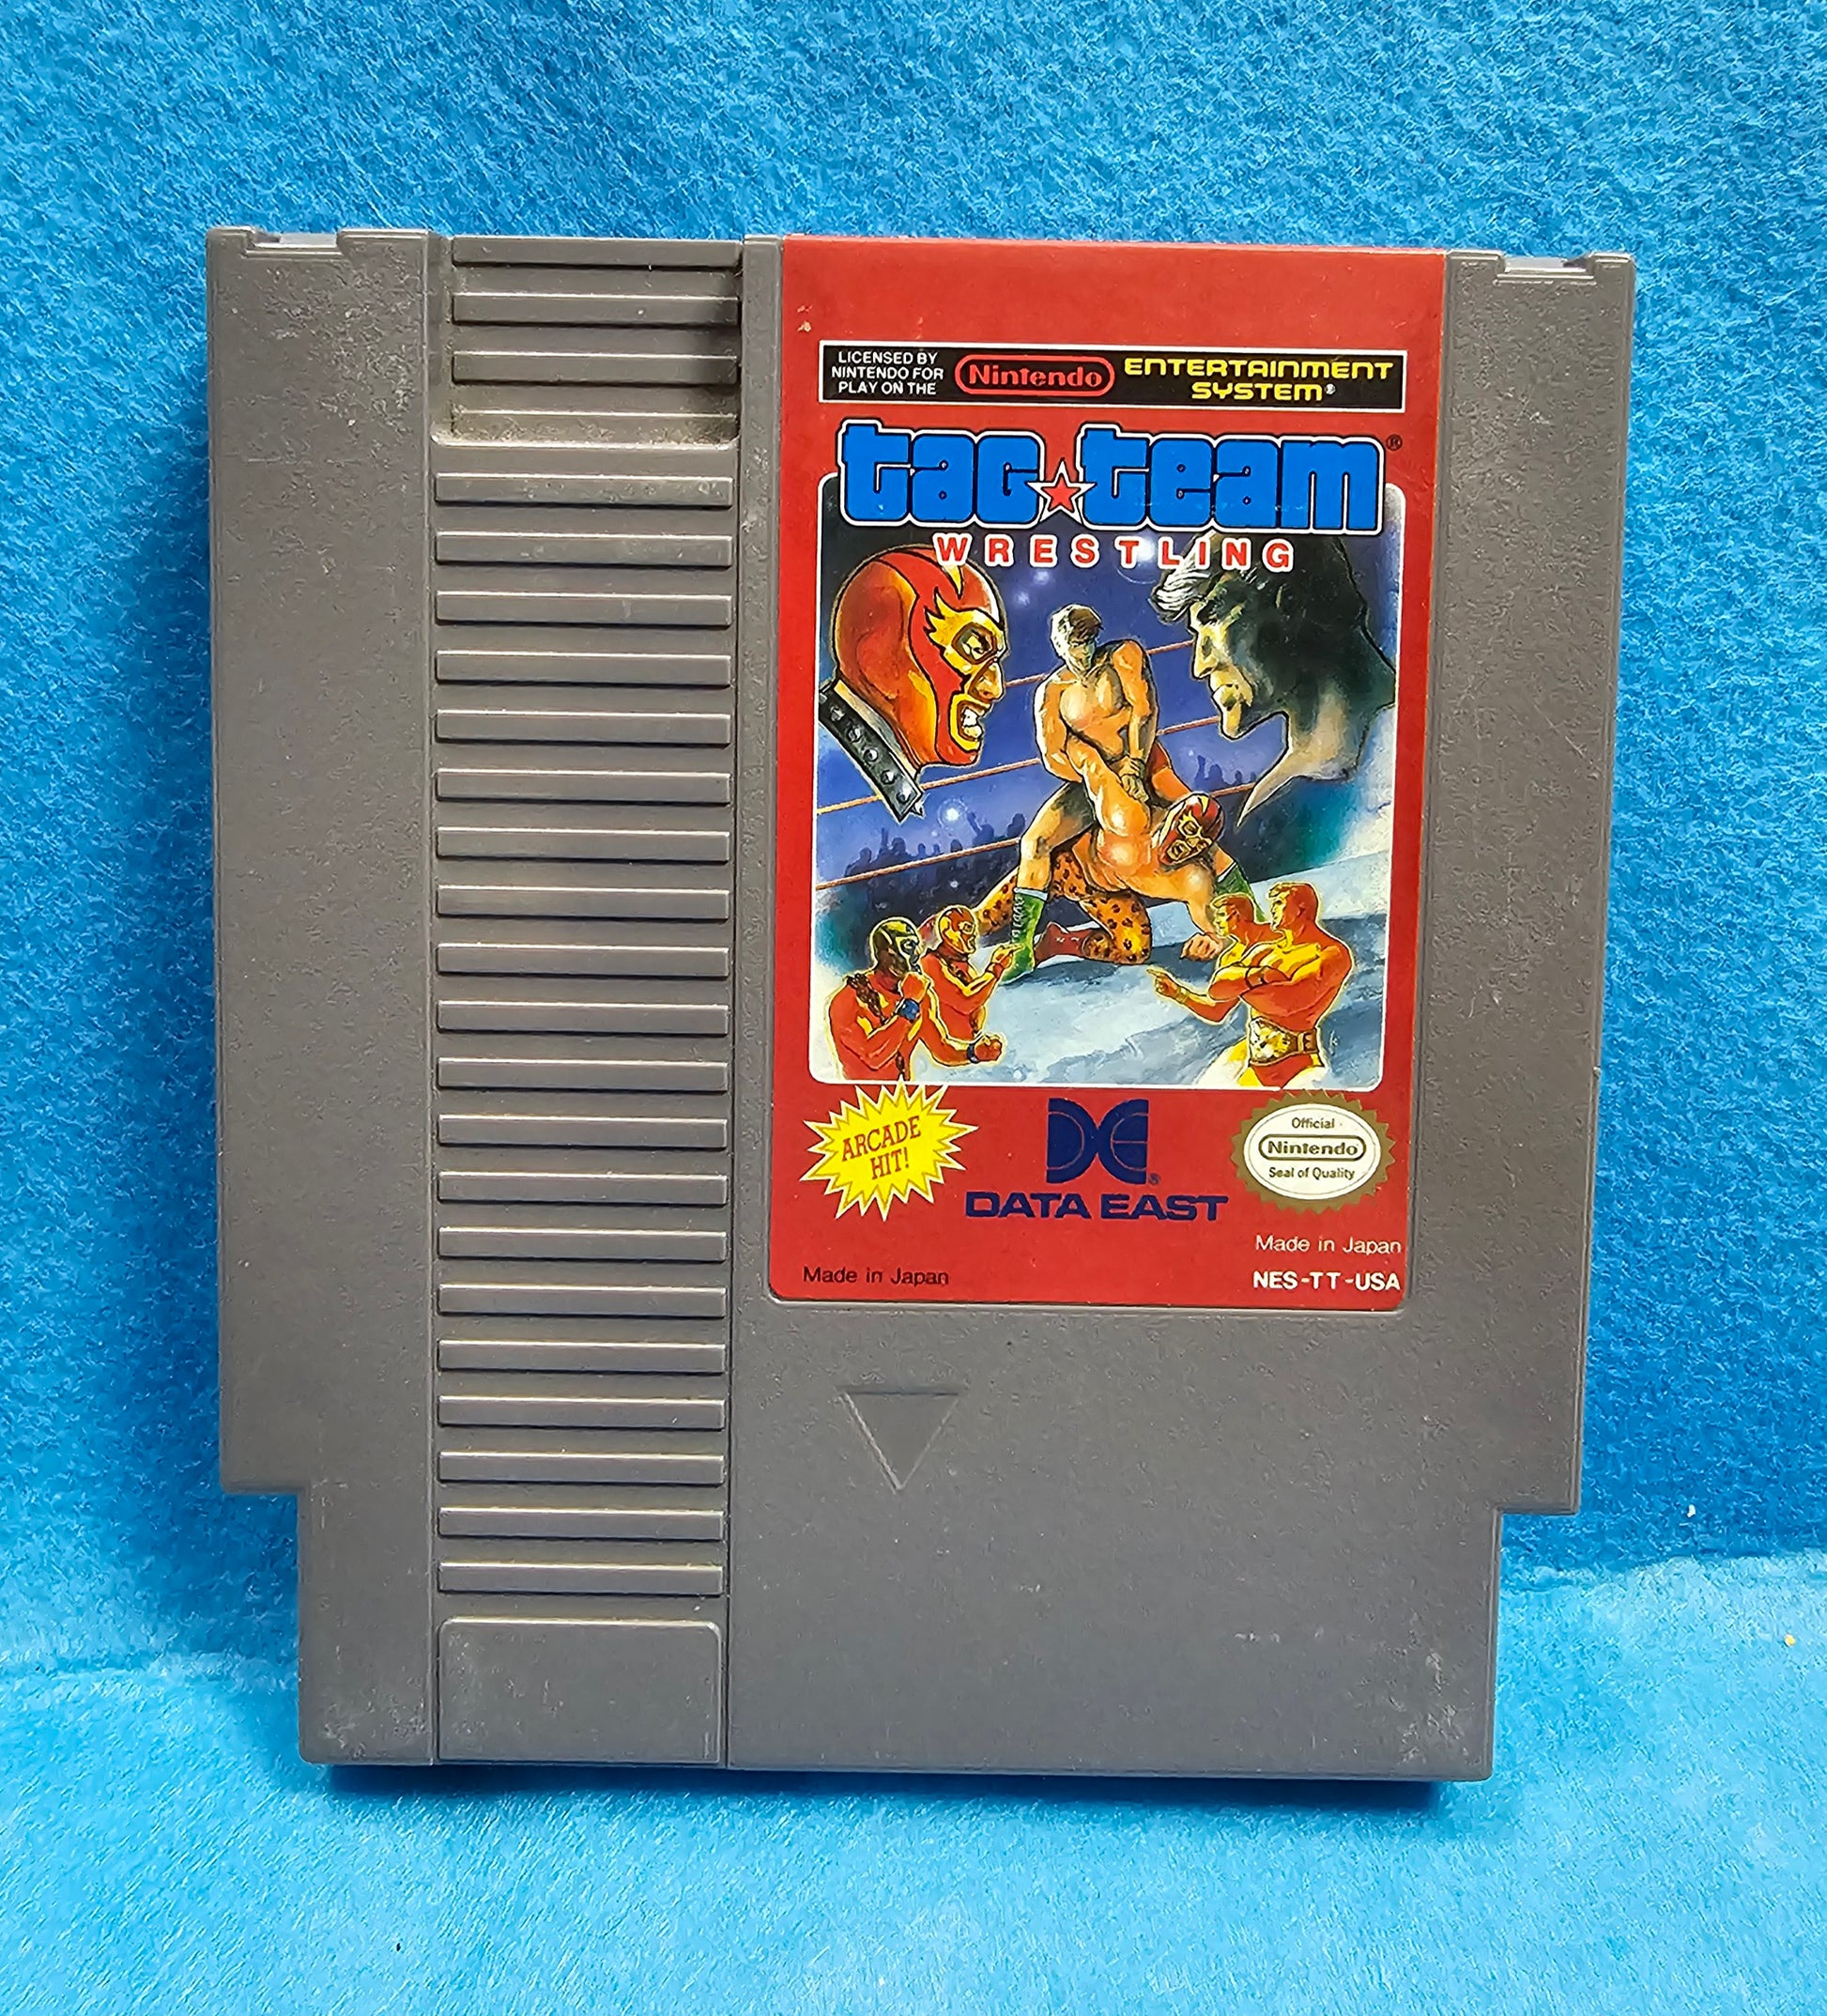 LICENSED BY
NINTENDO FOR
PLAY ON THE
Nintendo
ENTERTAINMENT
SYSTEM®
tag★team®
WRESTLING
ARCADE
HIT!
DATA EAST®
Official
Nintendo
Seal of Quality
Made in Japan
Made in Japan
NES-TT-USA